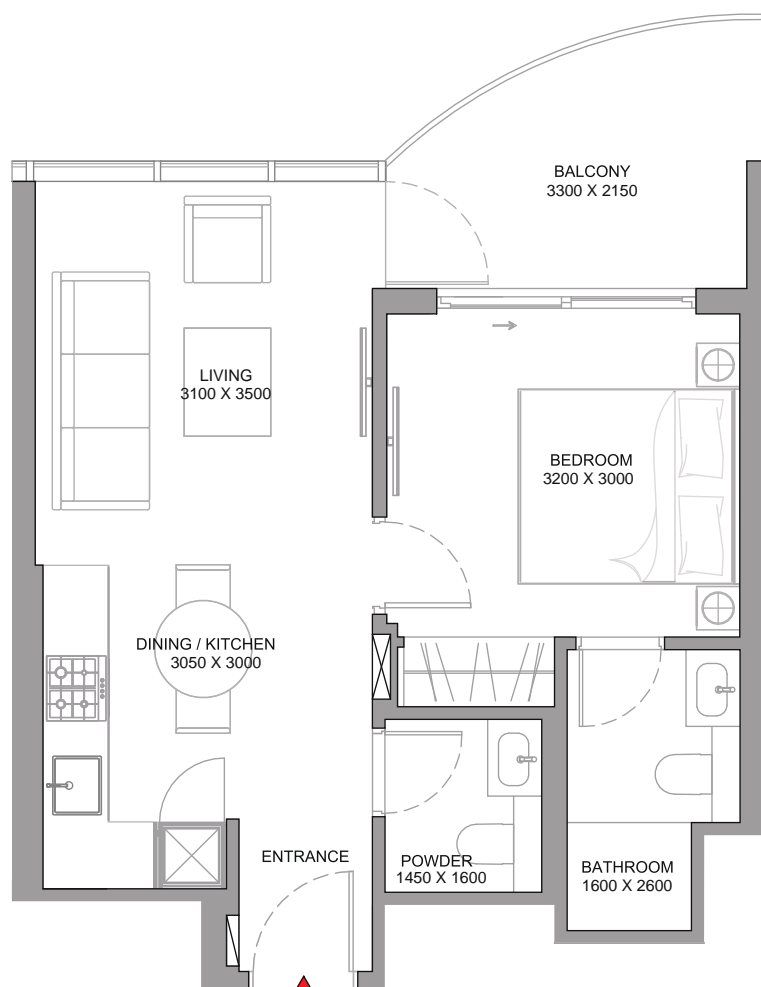 BALCONY
3300 X 2150
LIVING
3100 X 3500
BEDROOM
3200 X 3000
DINING / KITCHEN
3050 X 3000
ENTRANCE
POWDER
1450 X 1600
BATHROOM
1600 X 2600